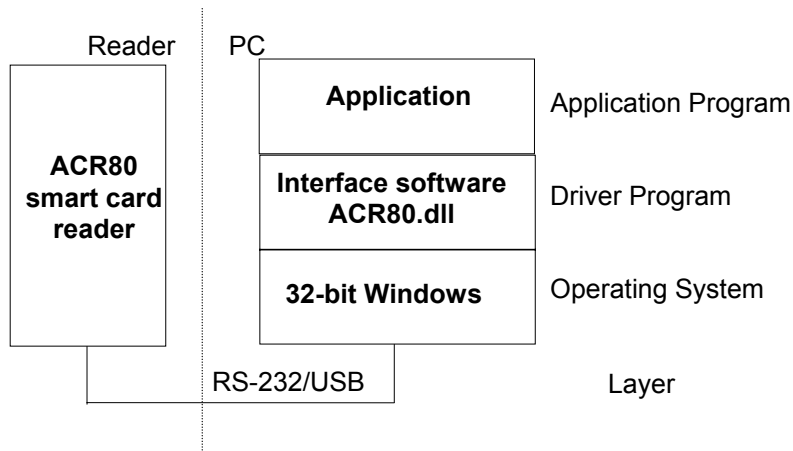 Reader
PC
Application
Application Program
ACR80
smart card
reader
Interface software
ACR80.dll
Driver Program
32-bit Windows
Operating System
RS-232/USB
Layer